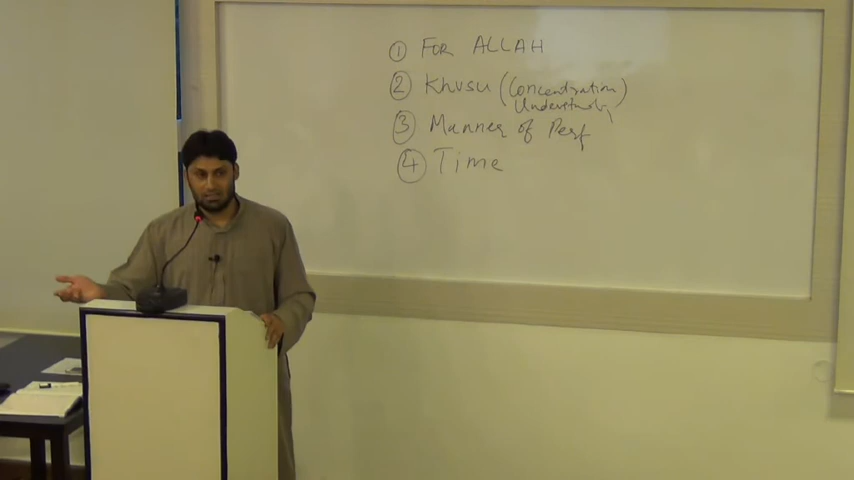 ① FOR ALLAH
② Khusu (Concentration
Understanding)
③ Manner of Perf
④ Time